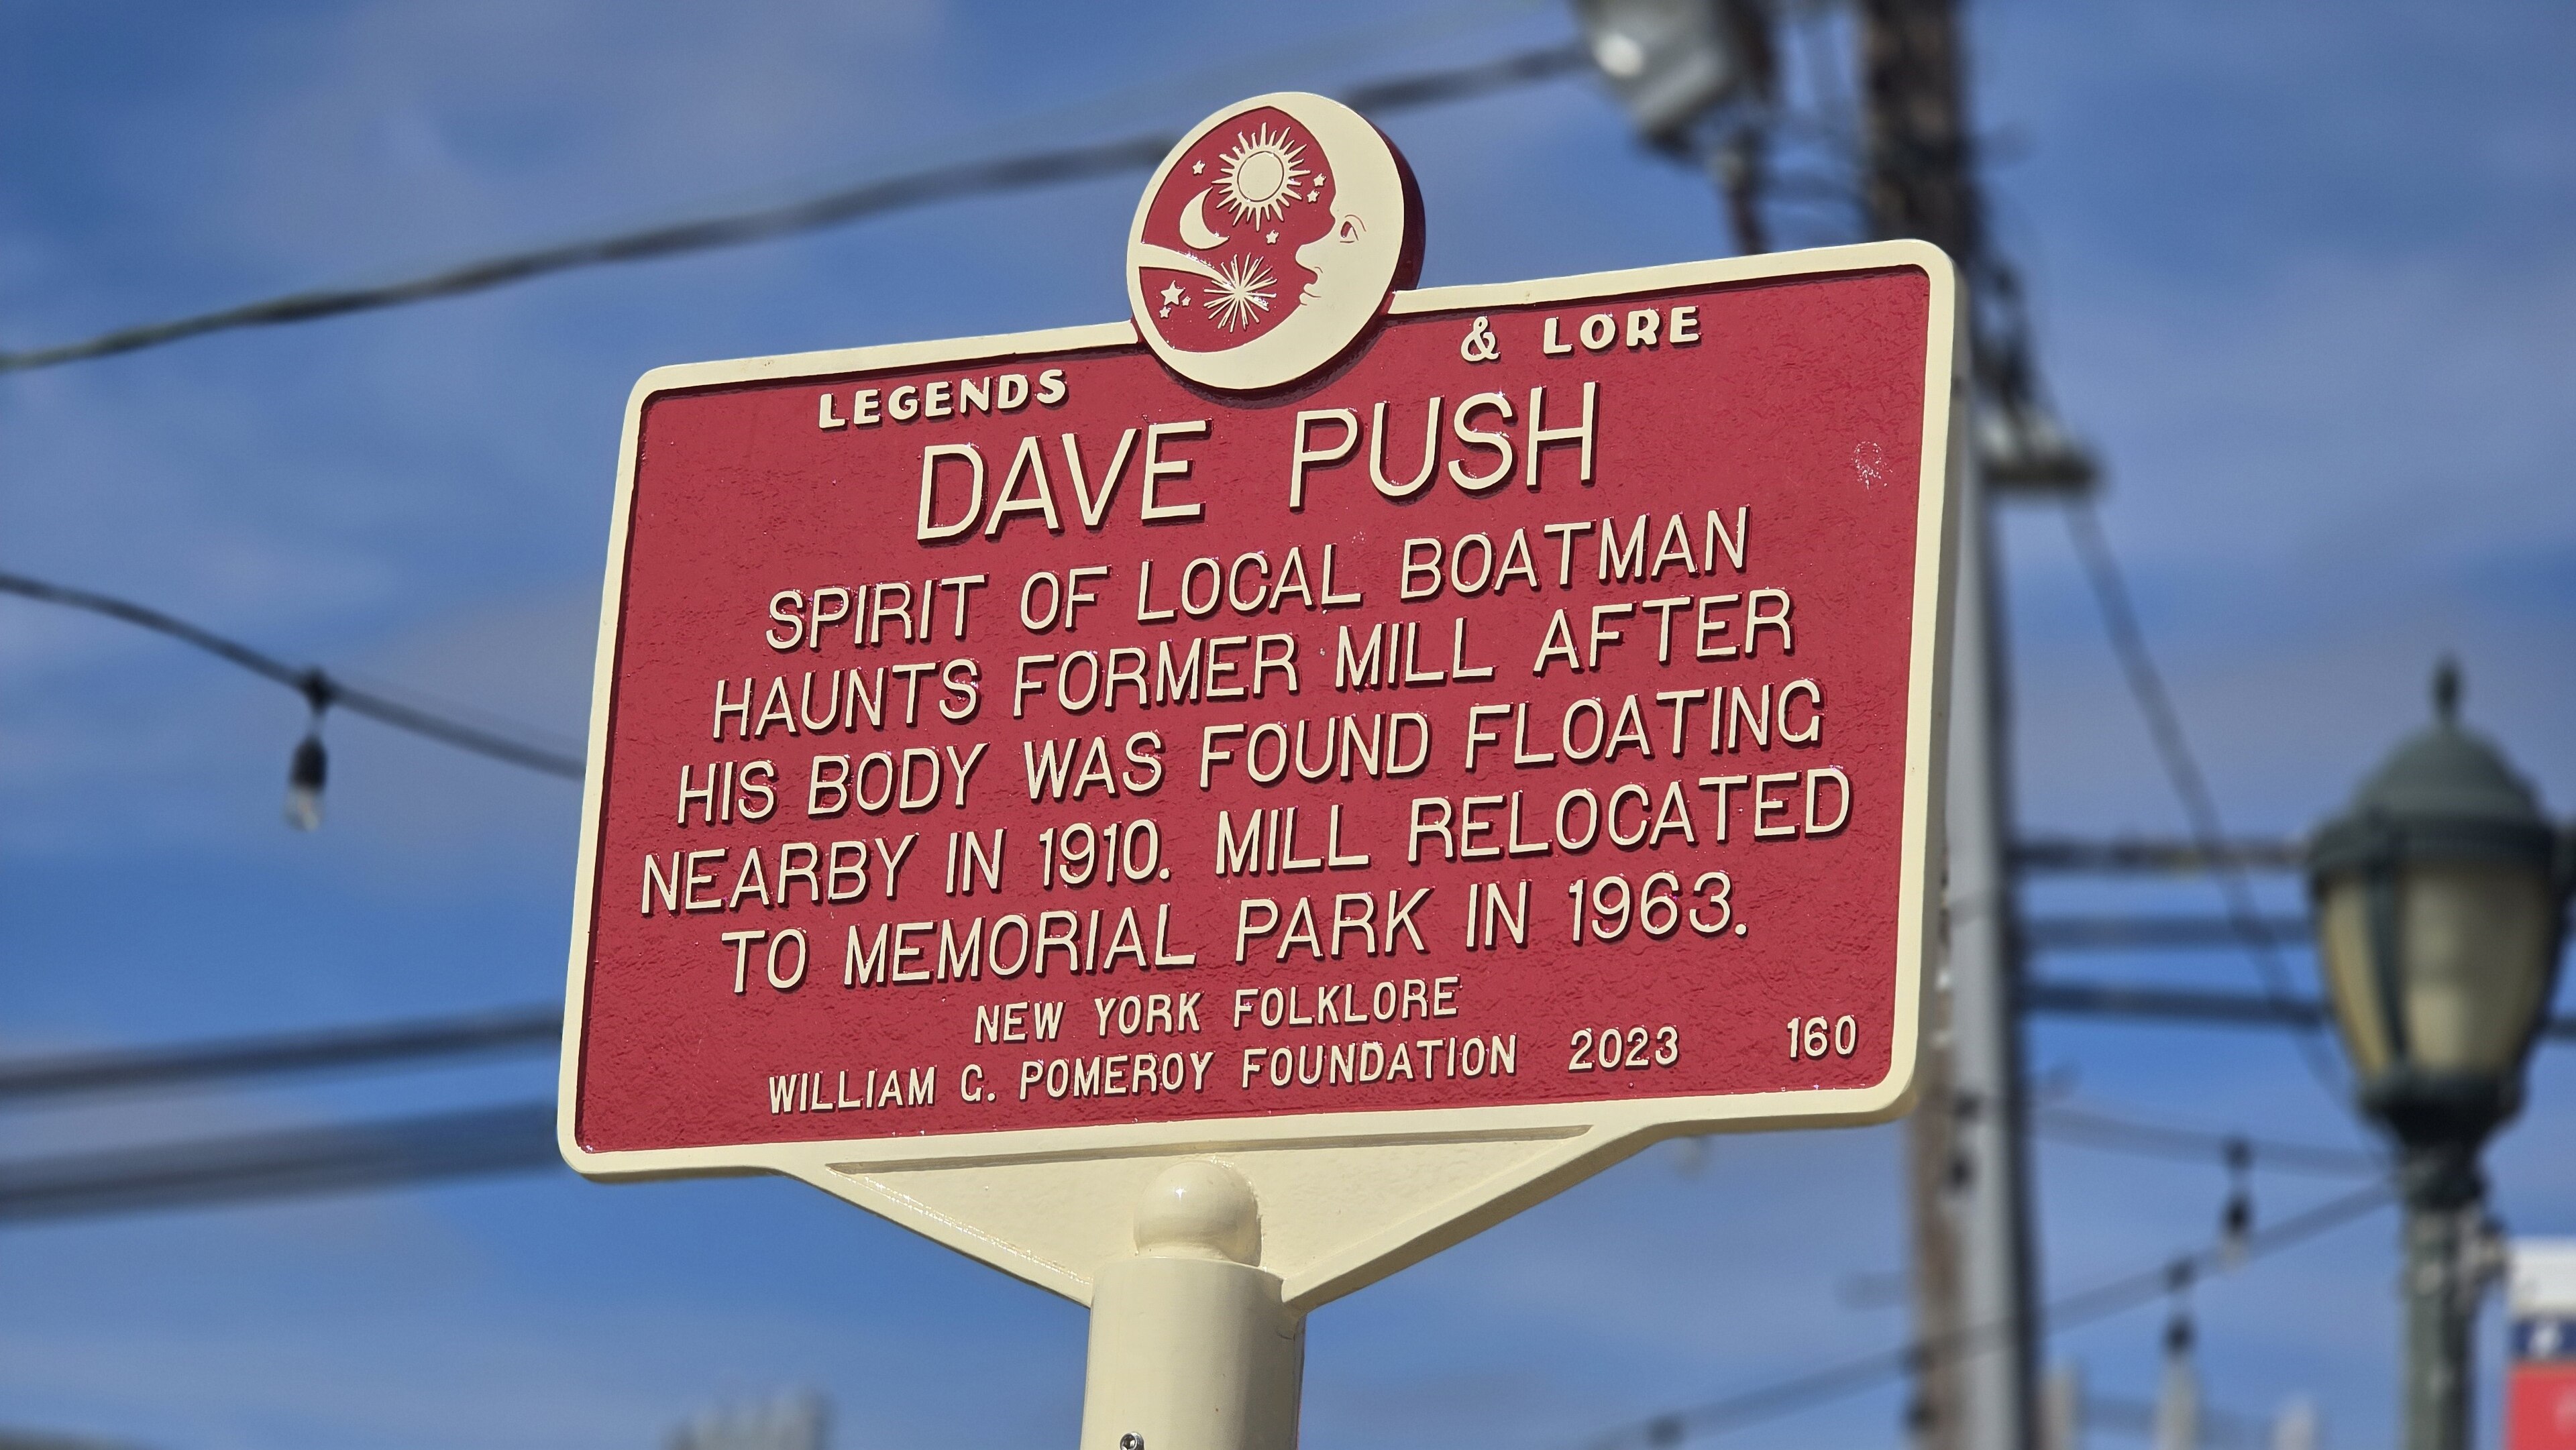 LEGENDS & LORE
DAVE PUSH
SPIRIT OF LOCAL BOATMAN
HAUNTS FORMER MILL AFTER
HIS BODY WAS FOUND FLOATING
NEARBY IN 1910. MILL RELOCATED
TO MEMORIAL PARK IN 1963.
NEW YORK FOLKLORE
WILLIAM G. POMEROY FOUNDATION 2023 160